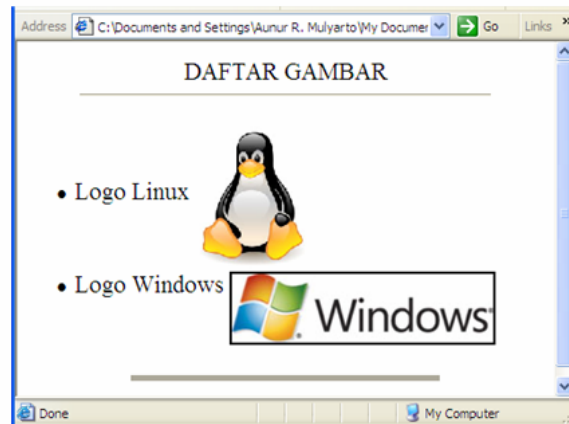 Address C:\Documents and Settings\Aunur R. Mulyarto\My Documer Go Links »
DAFTAR GAMBAR
• Logo Linux
• Logo Windows Windows
Done My Computer